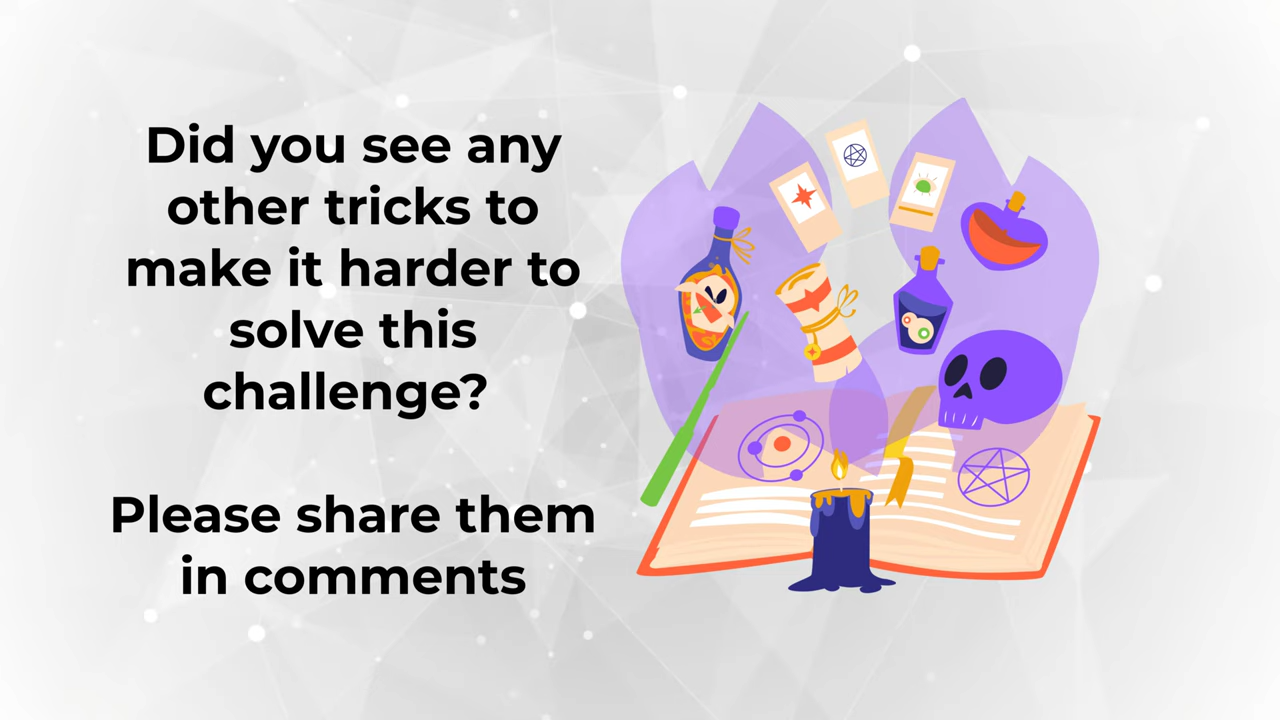 Did you see any
other tricks to
make it harder to
solve this
challenge?
Please share them
in comments